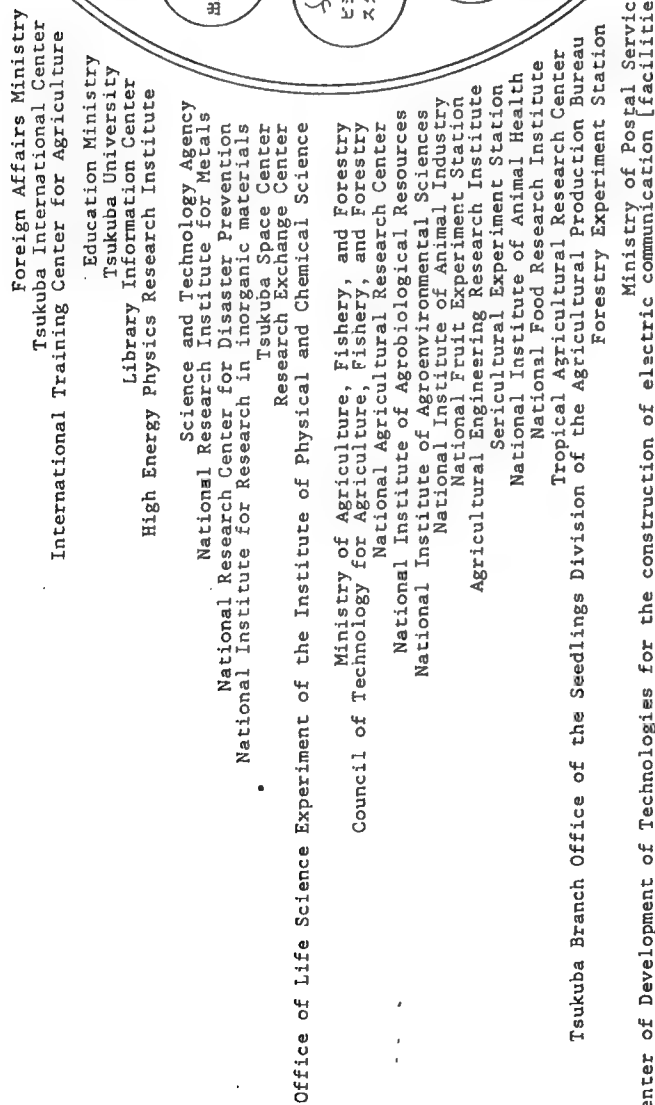 Foreign Affairs Ministry
Tsukuba International Center
International Training Center for Agriculture
Education Ministry
Tsukuba University
Library Information Center
High Energy Physics Research Institute
Science and Technology Agency
National Research Institute for Metals
National Research Center for Disaster Prevention
National Institute for Research in inorganic materials
Tsukuba Space Center
Research Exchange Center
Office of Life Science Experiment of the Institute of Physical and Chemical Science
Ministry of Agriculture, Fishery, and Forestry
Council of Technology for Agriculture, Fishery, and Forestry
National Agricultural Research Center
National Institute of Agrobiological Resources
National Institute of Agroenvironmental Sciences
National Institute of Animal Industry
National Fruit Experiment Station
Agricultural Engineering Research Institute
Sericultural Experiment Station
National Institute of Animal Health
National Food Research Institute
Tropical Agricultural Research Center
Tsukuba Branch Office of the Seedlings Division of the Agricultural Production Bureau
Forestry Experiment Station
Ministry of Postal Servic
enter of Development of Technologies for the construction of electric communication [facilitie